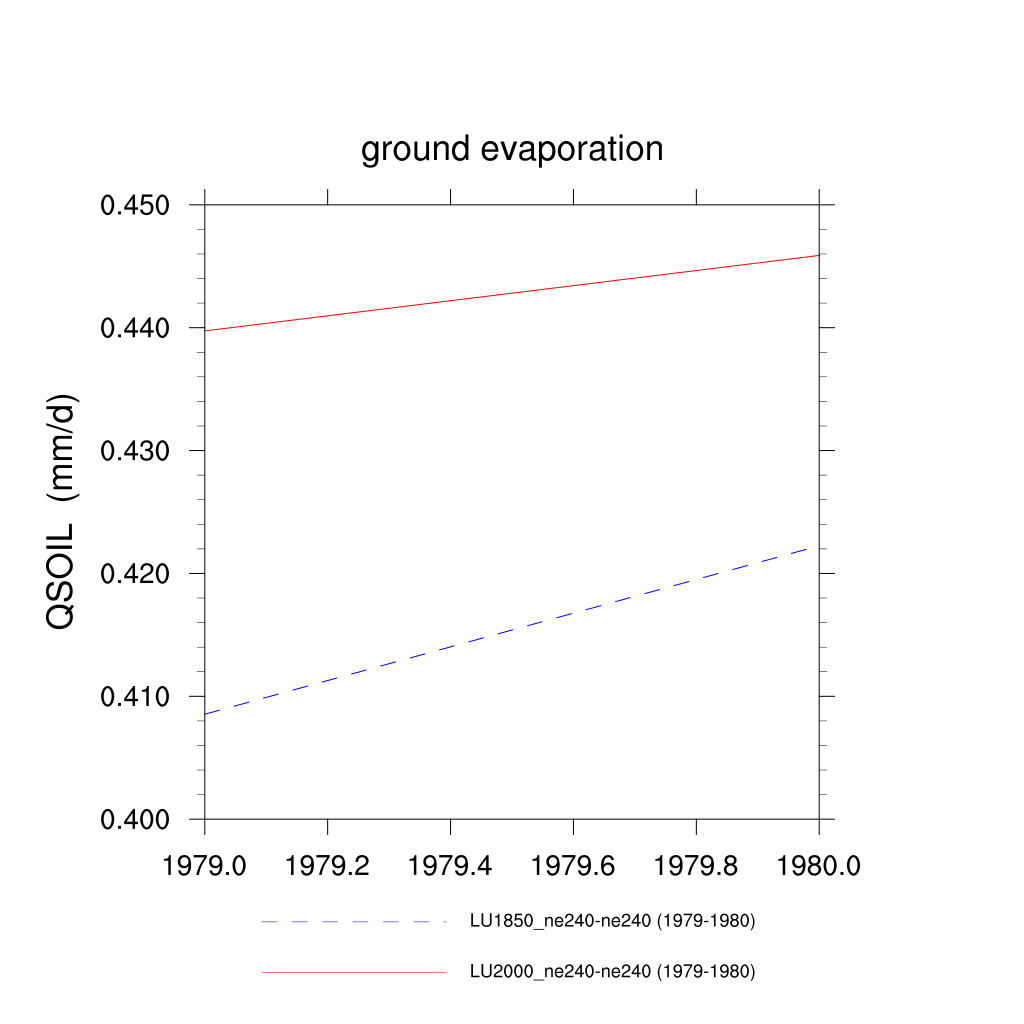 ground evaporation
QSOIL (mm/d)
0.450
0.440
0.430
0.420
0.410
0.400
1979.0 1979.2 1979.4 1979.6 1979.8 1980.0
LU1850_ne240-ne240 (1979-1980)
LU2000_ne240-ne240 (1979-1980)